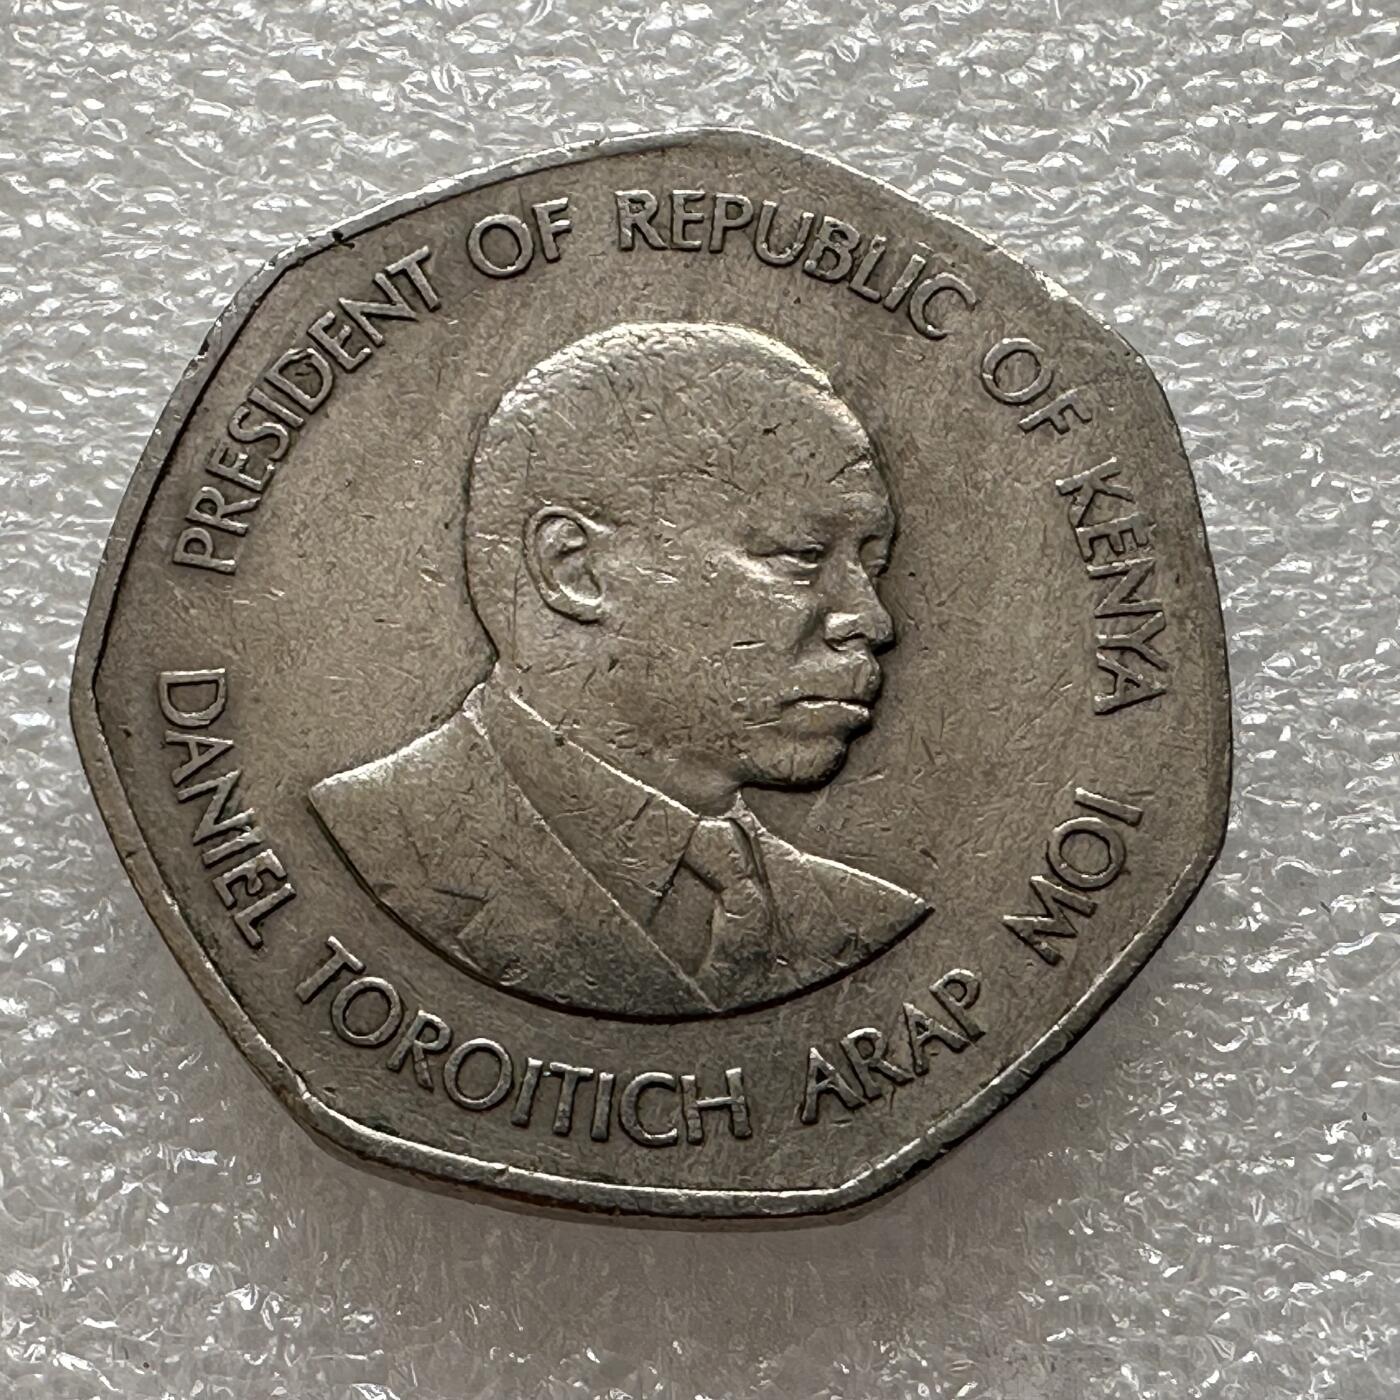 PRESIDENT OF REPUBLIC OF KENYA
DANIEL TOROITICH ARAP MOI